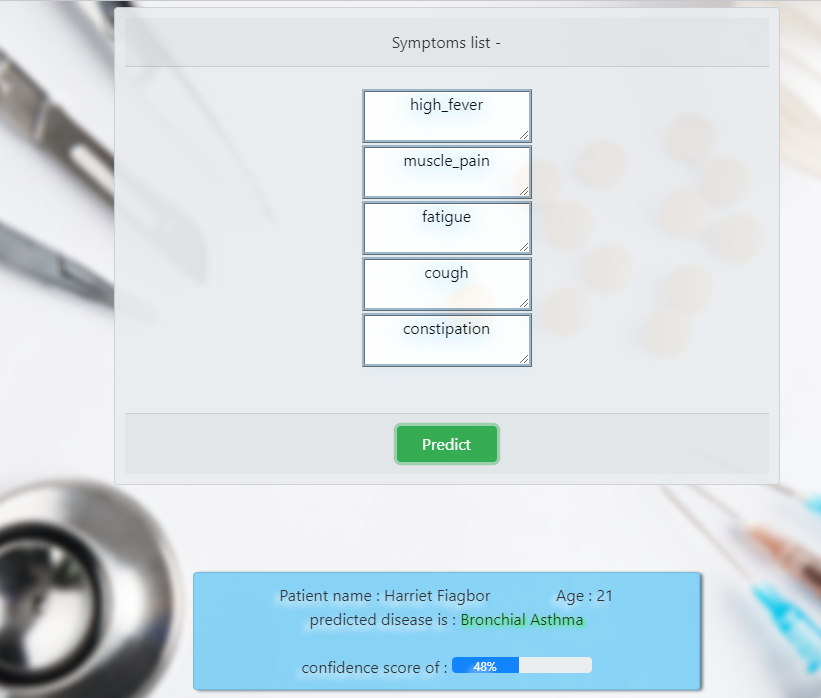 Symptoms list -
high_fever
muscle_pain
fatigue
cough
constipation
Predict
Patient name : Harriet Fiagbor Age : 21
predicted disease is : Bronchial Asthma
confidence score of : 48%